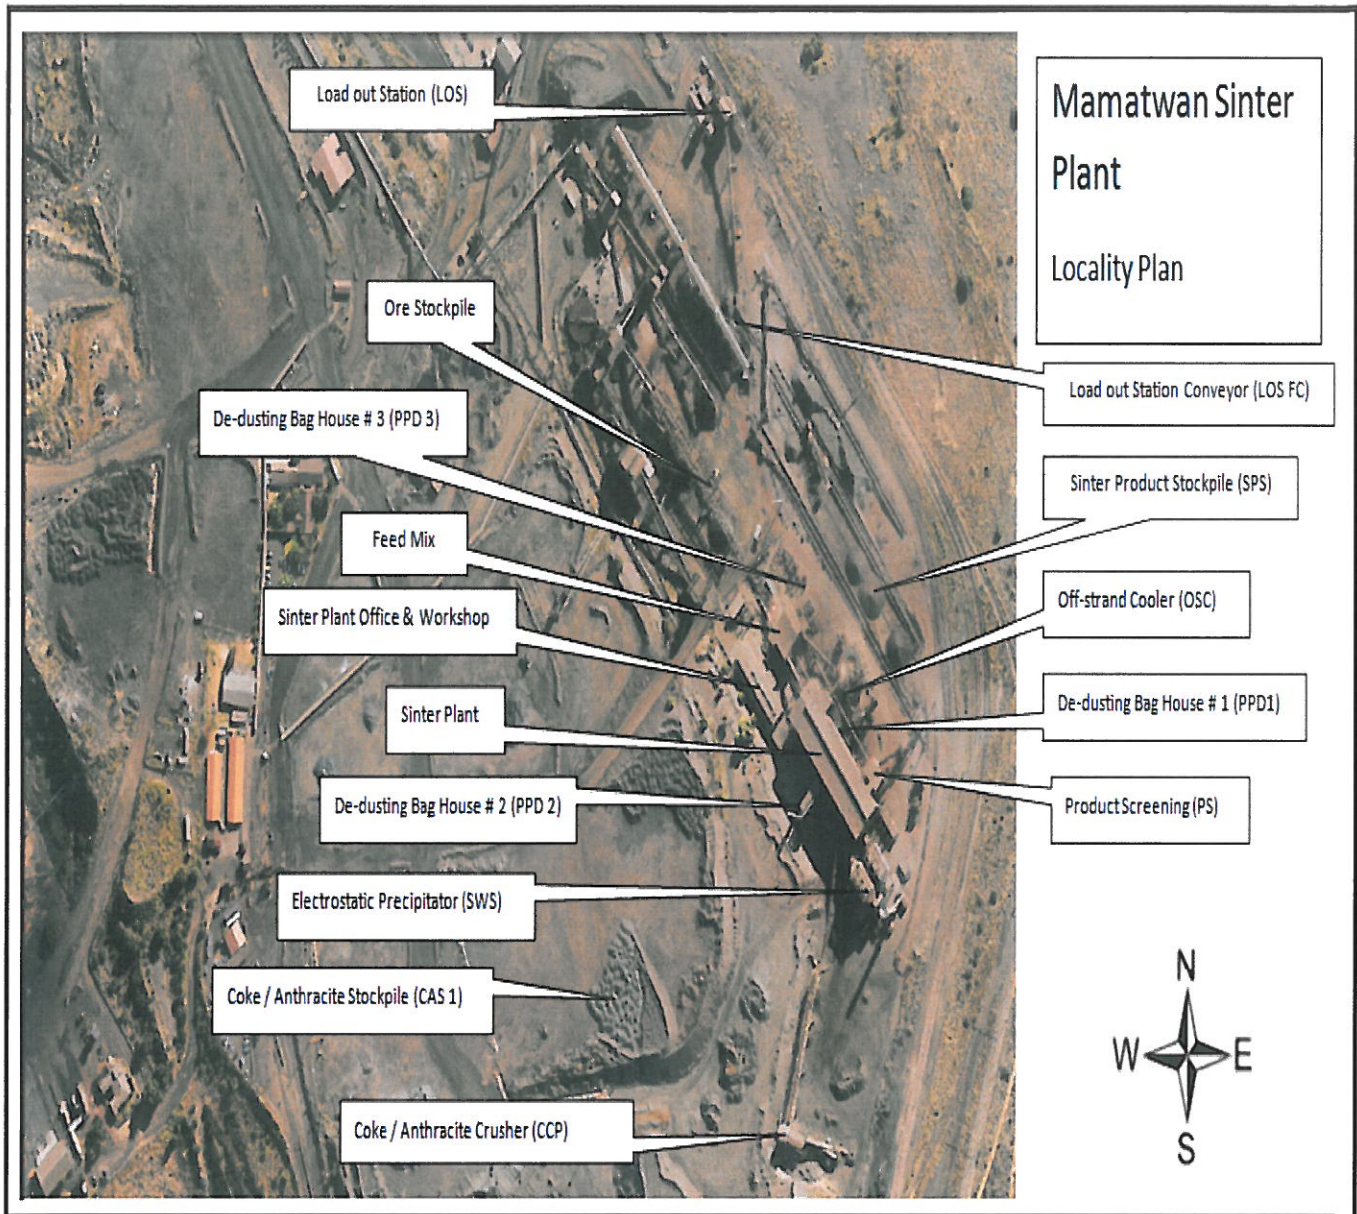 Mamatwan Sinter
Plant
Locality Plan
Load out Station (LOS)
Ore Stockpile
De-dusting Bag House # 3 (PPD 3)
Feed Mix
Sinter Plant Office & Workshop
Sinter Plant
De-dusting Bag House # 2 (PPD 2)
Electrostatic Precipitator (SWS)
Coke / Anthracite Stockpile (CAS 1)
Coke / Anthracite Crusher (CCP)
Load out Station Conveyor (LOS FC)
Sinter Product Stockpile (SPS)
Off-strand Cooler (OSC)
De-dusting Bag House # 1 (PPD1)
Product Screening (PS)
N
W E
S